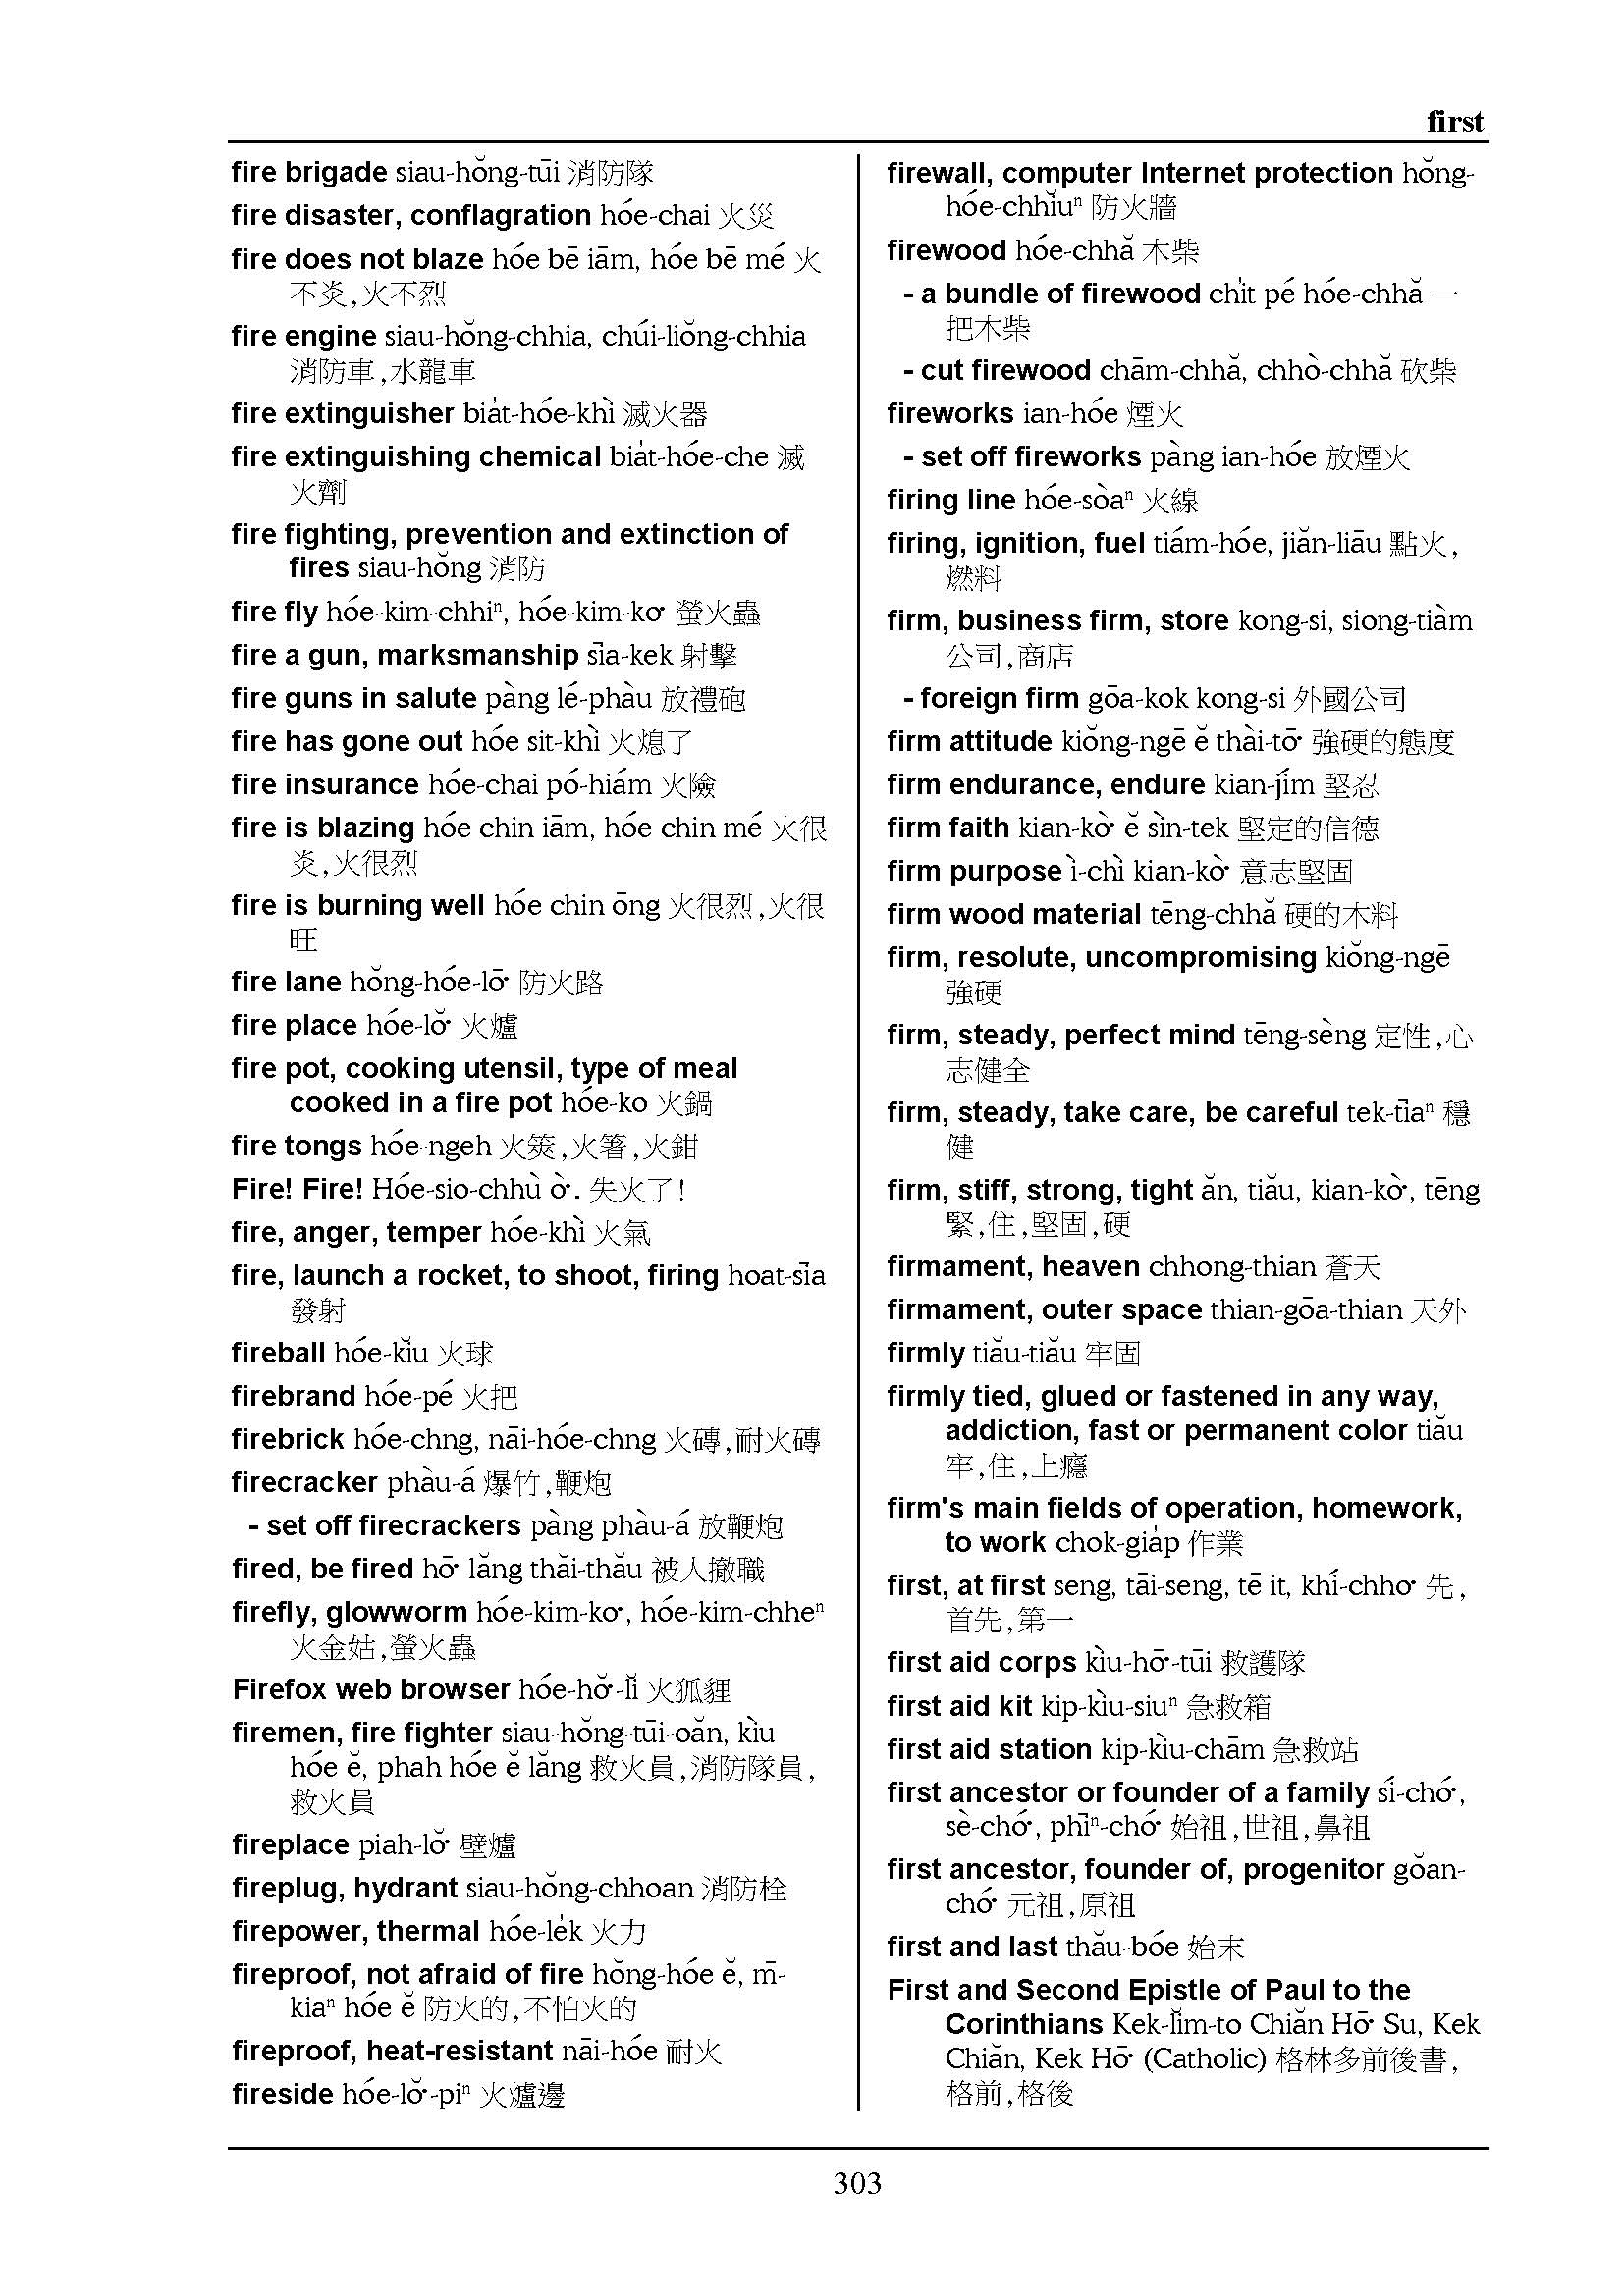 first
fire brigade siau-hŏng-tūi 消防隊
fire disaster, conflagration hóe-chai 火災
fire does not blaze hóe bē iām, hóe bē mé 火
不炎,火不烈
fire engine siau-hŏng-chhia, chúi-liŏng-chhia
消防車,水龍車
fire extinguisher bia̍t-hóe-khì 滅火器
fire extinguishing chemical bia̍t-hóe-che 滅
火劑
fire fighting, prevention and extinction of
fires siau-hŏng 消防
fire fly hóe-kim-chhiⁿ, hóe-kim-ko͘ 螢火蟲
fire a gun, marksmanship sīa-kek 射擊
fire guns in salute pàng lé-phàu 放禮砲
fire has gone out hóe sit-khì 火熄了
fire insurance hóe-chai pó-hiám 火險
fire is blazing hóe chin iām, hóe chin mé 火很
炎,火很烈
fire is burning well hóe chin ōng 火很烈,火很
旺
fire lane hŏng-hóe-lō͘ 防火路
fire place hóe-lŏ͘ 火爐
fire pot, cooking utensil, type of meal
cooked in a fire pot hóe-ko 火鍋
fire tongs hóe-ngeh 火筴,火箸,火鉗
Fire! Fire! Hóe-sio-chhù ò͘. 失火了!
fire, anger, temper hóe-khì 火氣
fire, launch a rocket, to shoot, firing hoat-sīa
發射
fireball hóe-kĭu 火球
firebrand hóe-pé 火把
firebrick hóe-chng, nāi-hóe-chng 火磚,耐火磚
firecracker phàu-á 爆竹,鞭炮
- set off firecrackers pàng phàu-á 放鞭炮
fired, be fired hō͘ lăng thăi-thău 被人撤職
firefly, glowworm hóe-kim-ko͘, hóe-kim-chheⁿ
火金姑,螢火蟲
Firefox web browser hóe-hŏ͘-lĭ 火狐貍
firemen, fire fighter siau-hŏng-tūi-oăn, kìu
hóe ĕ, phah hóe ĕ lăng 救火員,消防隊員,
救火員
fireplace piah-lŏ͘ 壁爐
fireplug, hydrant siau-hŏng-chhoan 消防栓
firepower, thermal hóe-le̍k 火力
fireproof, not afraid of fire hŏng-hóe ĕ, m̄-
kiaⁿ hóe ĕ 防火的,不怕火的
fireproof, heat-resistant nāi-hóe 耐火
fireside hóe-lŏ͘-piⁿ 火爐邊
firewall, computer Internet protection hŏng-
hóe-chhĭuⁿ 防火牆
firewood hóe-chhă 木柴
- a bundle of firewood chi̍t pé hóe-chhă 一
把木柴
- cut firewood chām-chhă, chhò-chhă 砍柴
fireworks ian-hóe 煙火
- set off fireworks pàng ian-hóe 放煙火
firing line hóe-sòaⁿ 火線
firing, ignition, fuel tiám-hóe, jiăn-liāu 點火,
燃料
firm, business firm, store kong-si, siong-tiàm
公司,商店
- foreign firm gōa-kok kong-si 外國公司
firm attitude kiŏng-ngē ĕ thài-tō͘ 強硬的態度
firm endurance, endure kian-jím 堅忍
firm faith kian-kò͘ ĕ sìn-tek 堅定的信德
firm purpose ì-chì kian-kò͘ 意志堅固
firm wood material tēng-chhă 硬的木料
firm, resolute, uncompromising kiŏng-ngē
強硬
firm, steady, perfect mind tēng-sèng 定性,心
志健全
firm, steady, take care, be careful tek-tīaⁿ 穩
健
firm, stiff, strong, tight ăn, tiău, kian-kò͘, tēng
緊,住,堅固,硬
firmament, heaven chhong-thian 蒼天
firmament, outer space thian-gōa-thian 天外
firmly tiău-tiău 牢固
firmly tied, glued or fastened in any way,
addiction, fast or permanent color tiău
牢,住,上癮
firm's main fields of operation, homework,
to work chok-gia̍p 作業
first, at first seng, tāi-seng, tē it, khí-chho͘ 先,
首先,第一
first aid corps kìu-hō͘-tūi 救護隊
first aid kit kip-kìu-siuⁿ 急救箱
first aid station kip-kìu-chām 急救站
first ancestor or founder of a family sí-chó͘,
sè-chó͘, phīⁿ-chó͘ 始祖,世祖,鼻祖
first ancestor, founder of, progenitor gŏan-
chó͘ 元祖,原祖
first and last thău-bóe 始末
First and Second Epistle of Paul to the
Corinthians Kek-lĭm-to Chiăn Hō͘ Su, Kek
Chiăn, Kek Hō͘ (Catholic) 格林多前後書,
格前,格後
303